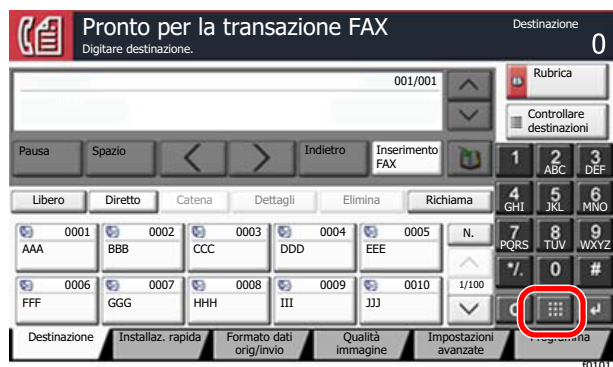 Pronto per la transazione FAX
Digitare destinazione.
Destinazione
0
001/001
Rubrica
Controllare
destinazioni
Pausa Spazio Indietro Inserimento
FAX
1 2 ABC 3 DEF
Libero Diretto Catena Dettagli Elimina Richiama
4 GHI 5 JKL 6 MNO
0001 0002 0003 0004 0005 N.
AAA BBB CCC DDD EEE
7 PQRS 8 TUV 9 WXYZ
*/. 0 #
0006 0007 0008 0009 0010 1/100
FFF GGG HHH III JJJ
C
Destinazione Installaz. rapida Formato dati
orig/invio
Qualità
immagine
Impostazioni
avanzate
Programma
f0101